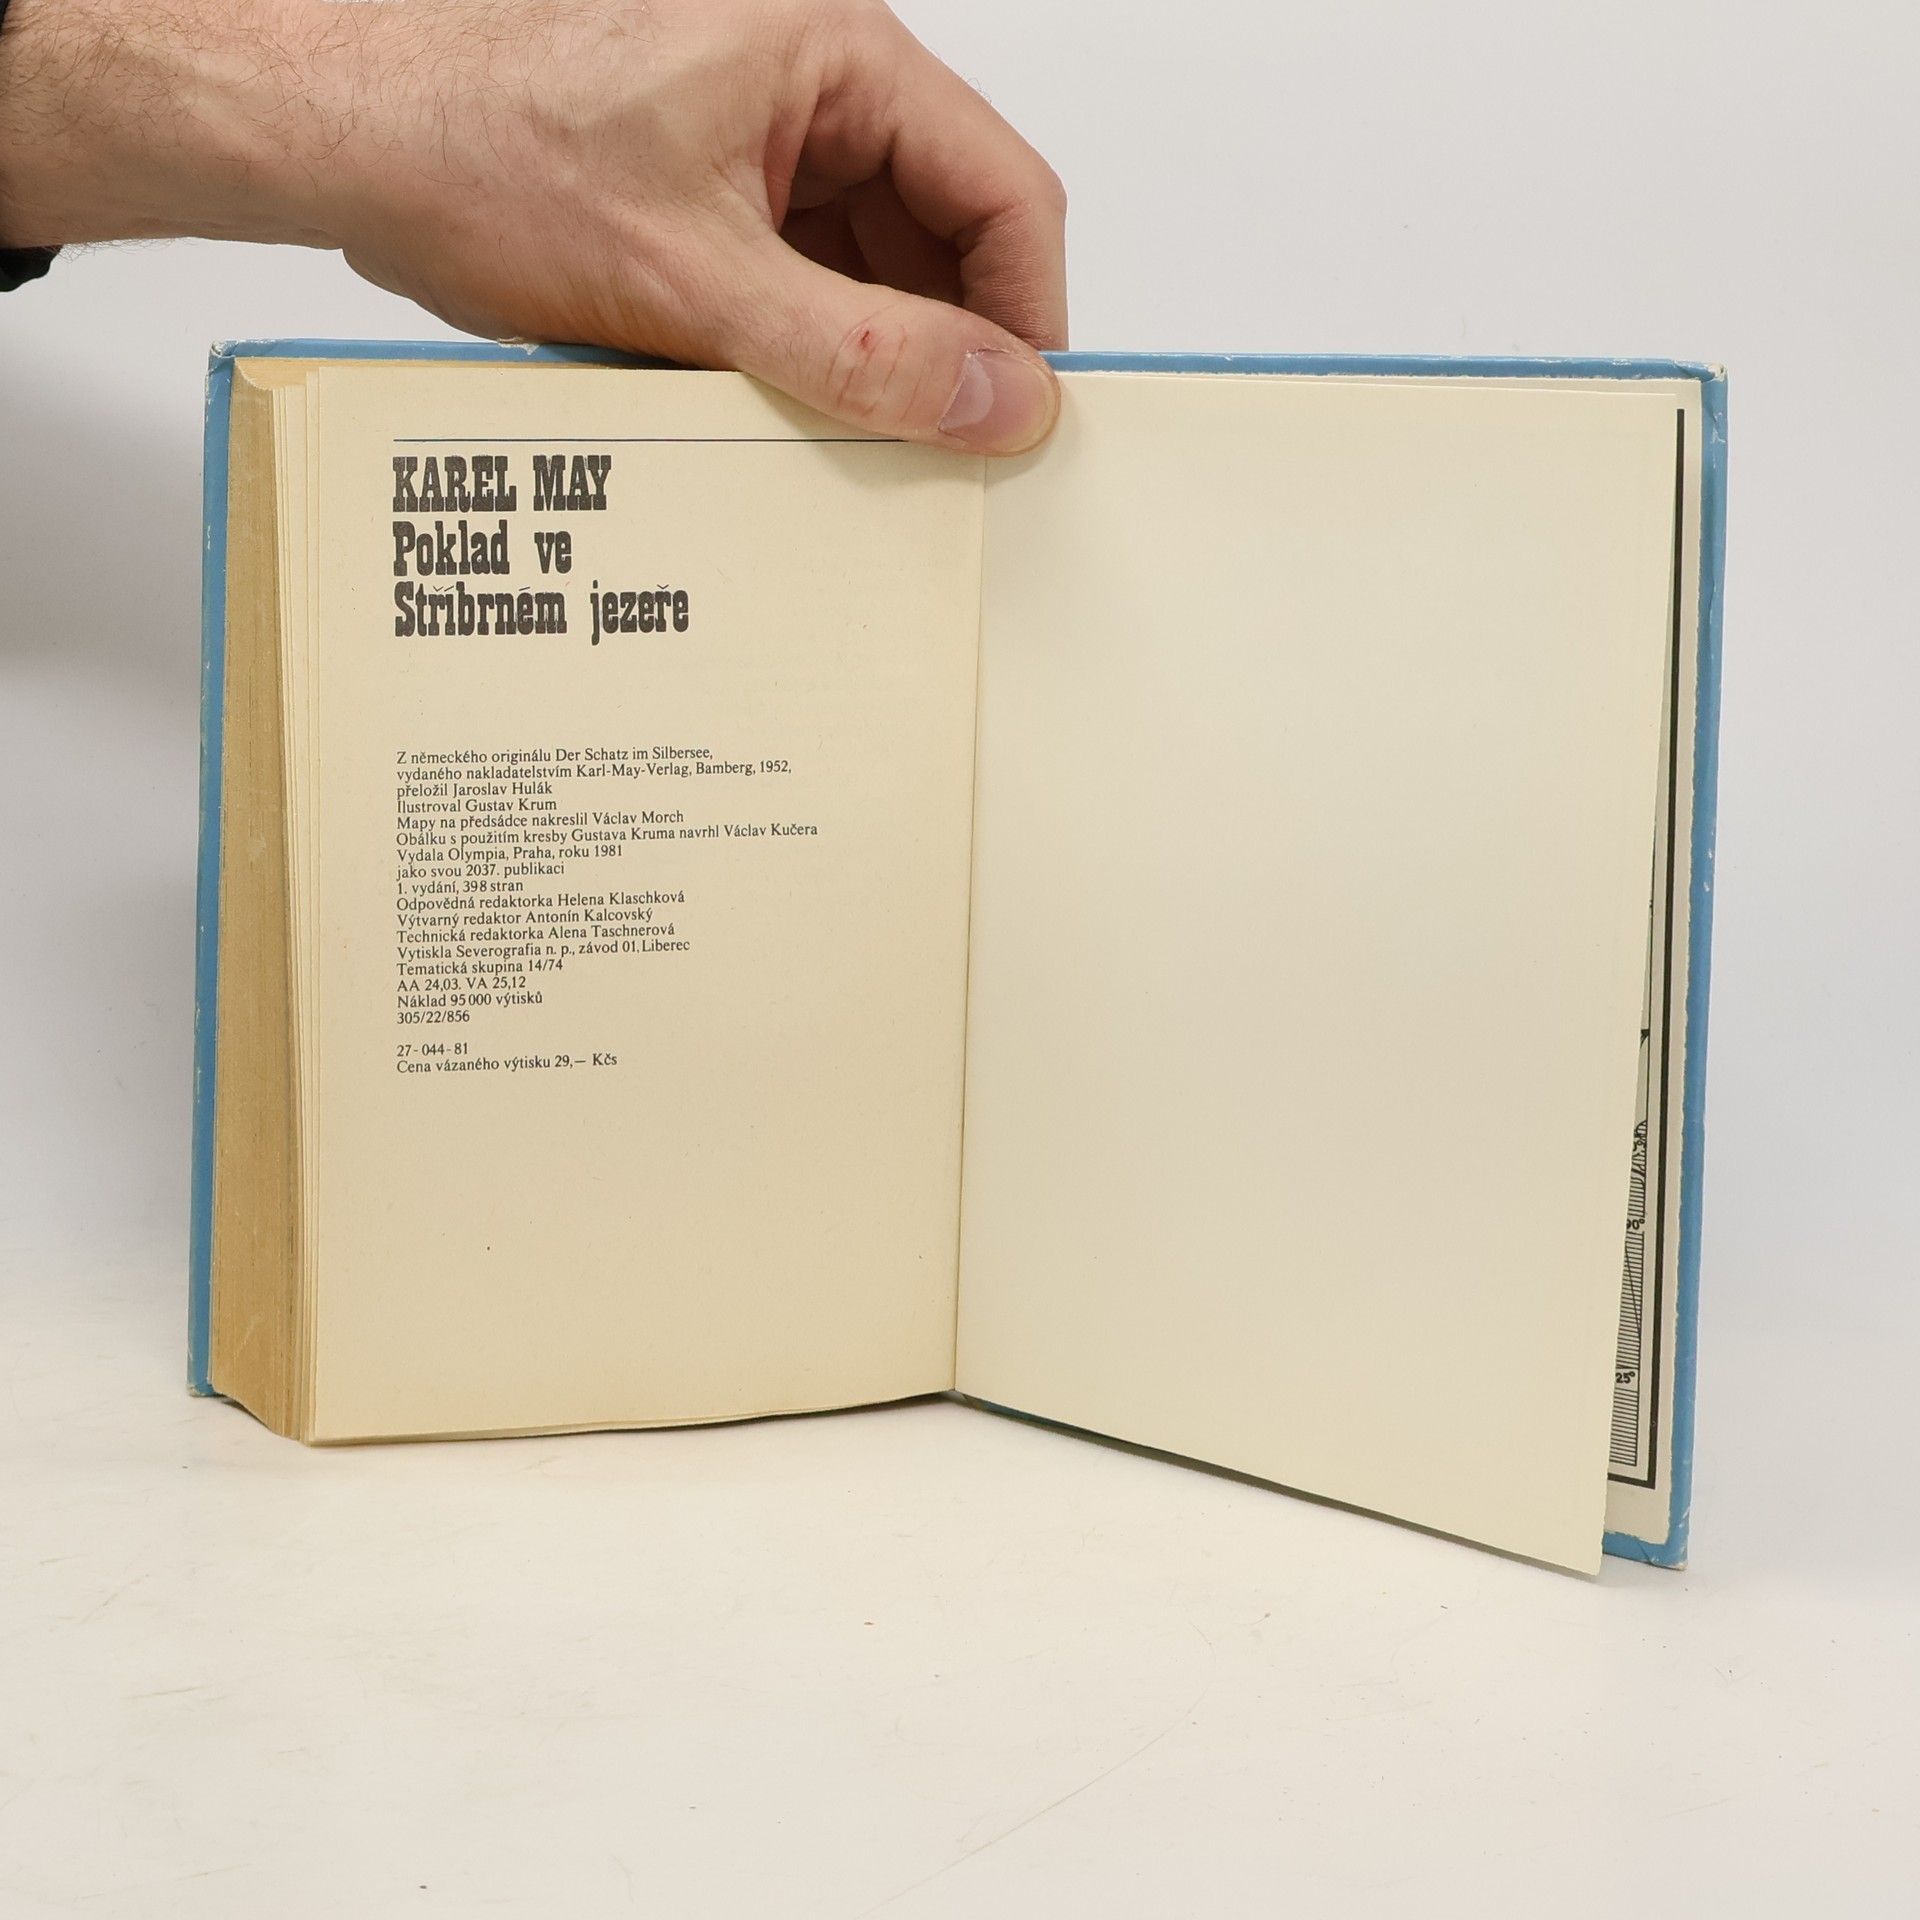 KAREL MAY
Poklad ve
Stříbrném jezeře
Z německého originálu Der Schatz im Silbersee,
vydaného nakladatelstvím Karl-May-Verlag, Bamberg, 1952,
přeložil Jaroslav Hulák
Ilustroval Gustav Krum
Mapy na předsádce nakreslil Václav Morch
Obálku s použitím kresby Gustava Kruma navrhl Václav Kučera
Vydala Olympia, Praha, roku 1981
jako svou 2037. publikaci
1. vydání, 398 stran
Odpovědná redaktorka Helena Klaschková
Výtvarný redaktor Antonín Kalcovský
Technická redaktorka Alena Taschnerová
Vytiskla Severografia n. p., závod 01, Liberec
Tematická skupina 14/74
AA 24,03. VA 25,12
Náklad 95 000 výtisků
305/22/856
27-044-81
Cena vázaného výtisku 29,— Kčs
25°